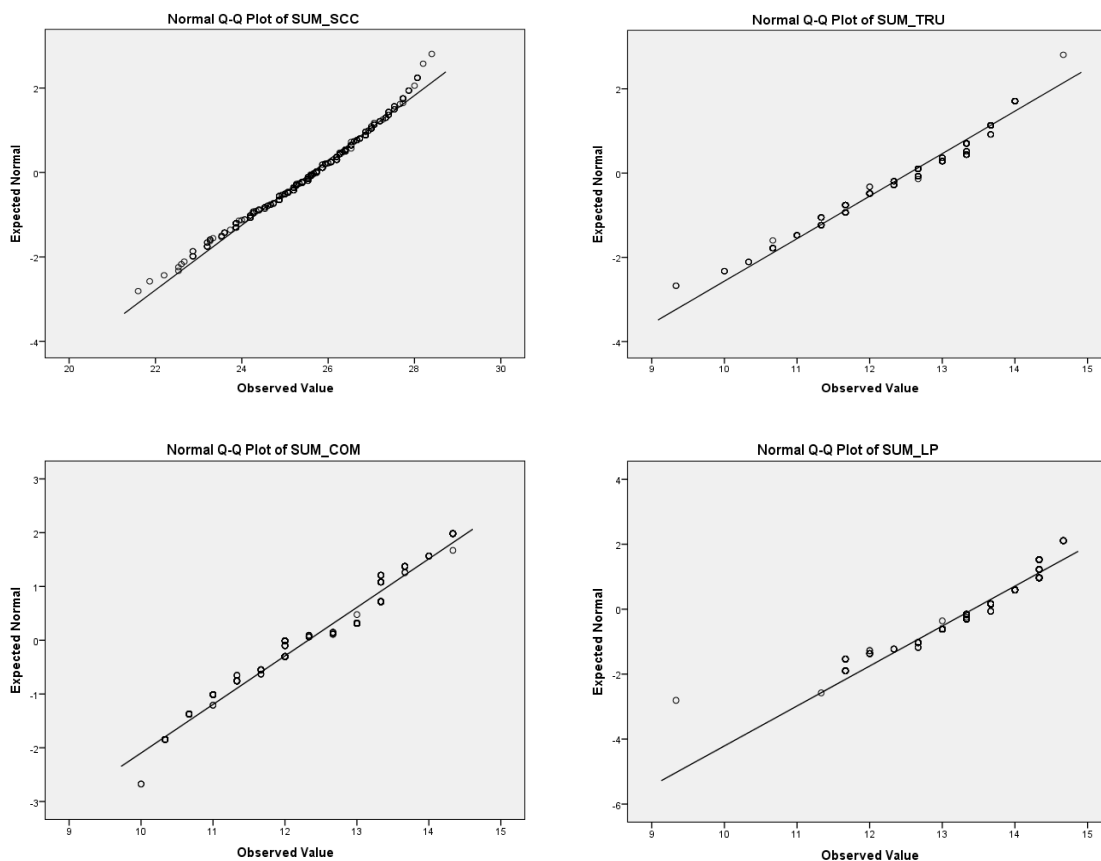 Normal Q-Q Plot of SUM_SCC
Expected Normal
2
0
-2
-4
20 22 24 26 28 30
Observed Value
Normal Q-Q Plot of SUM_TRU
Expected Normal
2
0
-2
-4
9 10 11 12 13 14 15
Observed Value
Normal Q-Q Plot of SUM_COM
Expected Normal
3
2
1
0
-1
-2
-3
9 10 11 12 13 14 15
Observed Value
Normal Q-Q Plot of SUM_LP
Expected Normal
4
2
0
-2
-4
-6
9 10 11 12 13 14 15
Observed Value